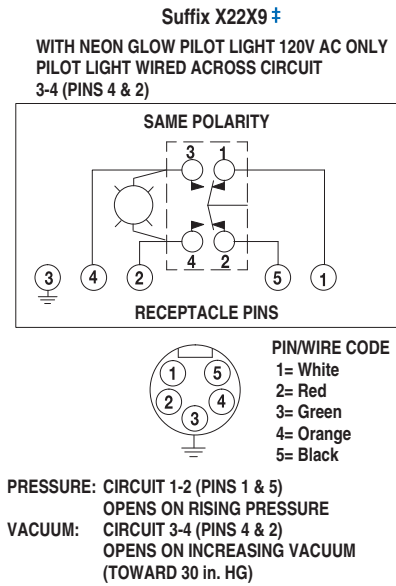 Suffix X22X9 ‡
WITH NEON GLOW PILOT LIGHT 120V AC ONLY
PILOT LIGHT WIRED ACROSS CIRCUIT
3-4 (PINS 4 & 2)
SAME POLARITY
3 1
4 2
3 4 2 5 1
RECEPTACLE PINS
PIN/WIRE CODE
1= White
2= Red
3= Green
4= Orange
5= Black
1 5
2 4
3
PRESSURE: CIRCUIT 1-2 (PINS 1 & 5)
OPENS ON RISING PRESSURE
VACUUM: CIRCUIT 3-4 (PINS 4 & 2)
OPENS ON INCREASING VACUUM
(TOWARD 30 in. HG)